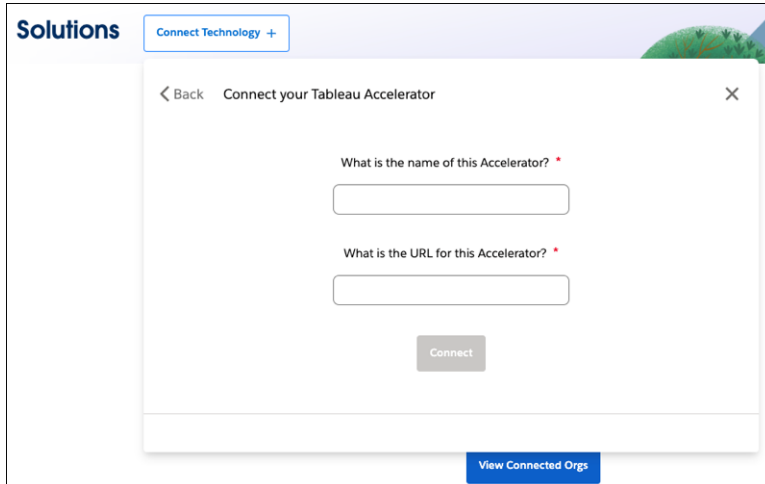 Solutions
Connect Technology +
Back
Connect your Tableau Accelerator
What is the name of this Accelerator? *
What is the URL for this Accelerator? *
Connect
View Connected Orgs